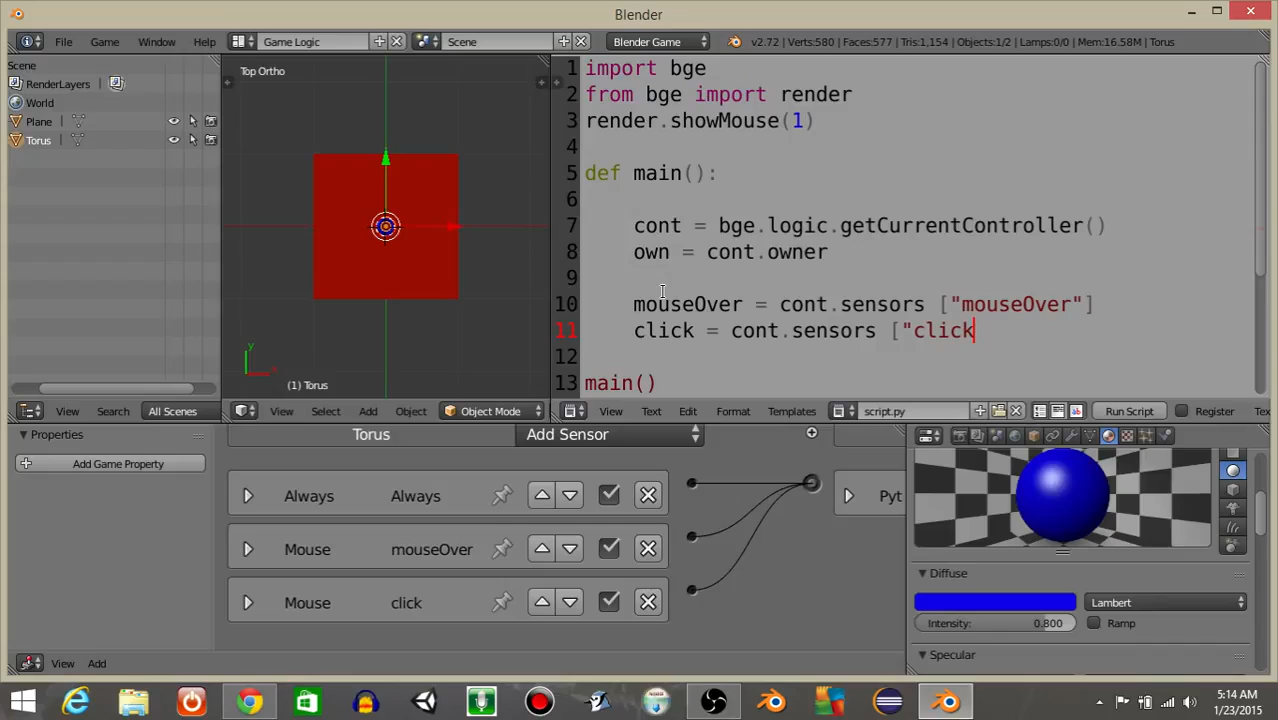 Blender
File Game Window Help Game Logic Scene Blender Game v2.72 | Verts:580 | Faces:577 | Tris:1,154 | Objects:1/2 | Lamps:0/0 | Mem:16.58M | Torus
Scene
RenderLayers
World
Plane
Torus
View Search All Scenes
Top Ortho
y
x
(1) Torus
View Select Add Object Object Mode
1 import bge
2 from bge import render
3 render.showMouse(1)
4
5 def main():
6
7 cont = bge.logic.getCurrentController()
8 own = cont.owner
9
10 mouseOver = cont.sensors ["mouseOver"]
11 click = cont.sensors ["click
12
13 main()
View Text Edit Format Templates script.py Run Script Register Tex
Properties
Add Game Property
Torus Add Sensor
Always Always
Mouse mouseOver
Mouse click
Pyt
View Add
Diffuse
Lambert
Intensity: 0.800 Ramp
Specular
5:14 AM
1/23/2015